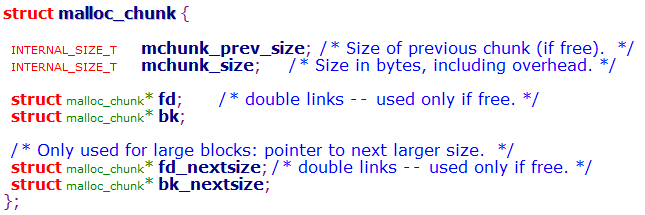 struct malloc_chunk {
INTERNAL_SIZE_T mchunk_prev_size; /* Size of previous chunk (if free). */
INTERNAL_SIZE_T mchunk_size; /* Size in bytes, including overhead. */
struct malloc_chunk* fd; /* double links -- used only if free. */
struct malloc_chunk* bk;
/* Only used for large blocks: pointer to next larger size. */
struct malloc_chunk* fd_nextsize; /* double links -- used only if free. */
struct malloc_chunk* bk_nextsize;
};